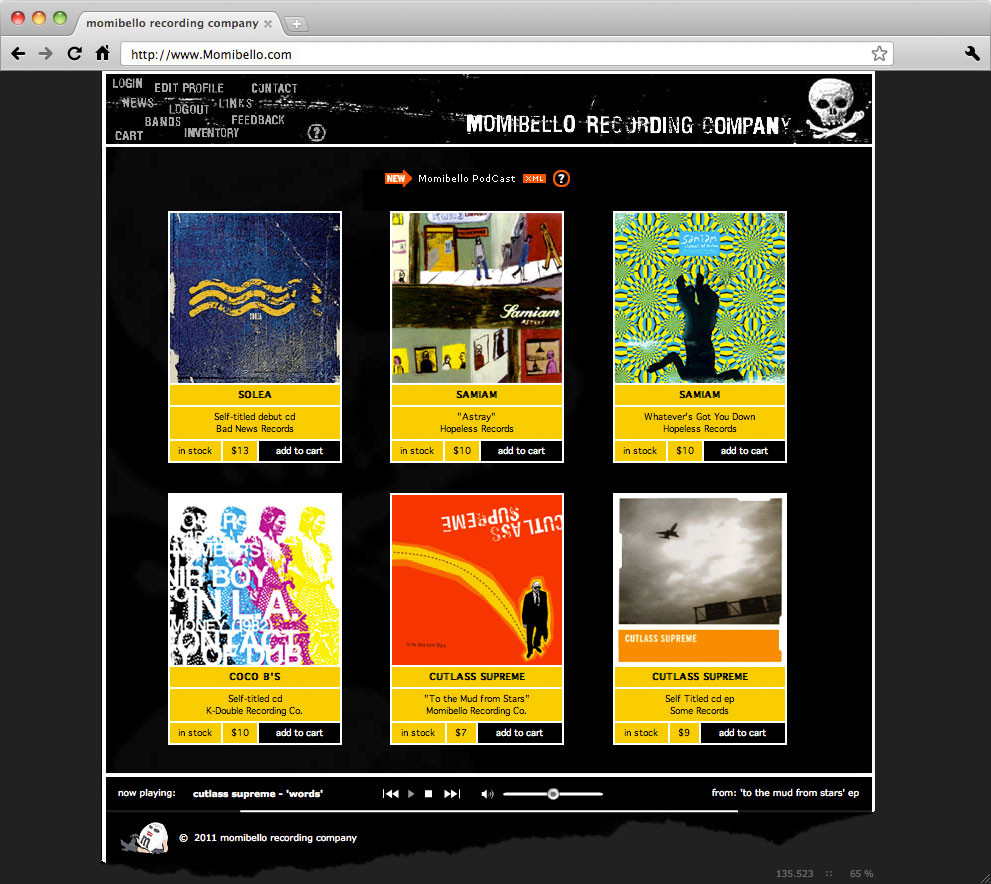 momibello recording company
http://www.Momibello.com
LOGIN EDIT PROFILE CONTACT
NEWS LOGOUT LINKS
BANDS FEEDBACK
CART INVENTORY ?
MOMIBELLO RECORDING COMPANY
NEW Momibello PodCast XML ?
SOLEA
Samiam
ASTRAY
Samiam
SOLEA
Self-titled debut cd
Bad News Records
in stock $13 add to cart
SAMIAM
"Astray"
Hopeless Records
in stock $10 add to cart
SAMIAM
Whatever's Got You Down
Hopeless Records
in stock $10 add to cart
NUMBERS
BOY
IN L.A.
MONEY (1982
CONTACT
OF DUB
CUTLASS
SUPREME
To the Mud from Stars
CUTLASS SUPREME
COCO B'S
Self-titled cd
K-Double Recording Co.
in stock $10 add to cart
CUTLASS SUPREME
"To the Mud from Stars"
Momibello Recording Co.
in stock $7 add to cart
CUTLASS SUPREME
Self Titled cd ep
Some Records
in stock $9 add to cart
now playing: cutlass supreme - 'words'
from: 'to the mud from stars' ep
m
© 2011 momibello recording company
135.523 :: 65 %